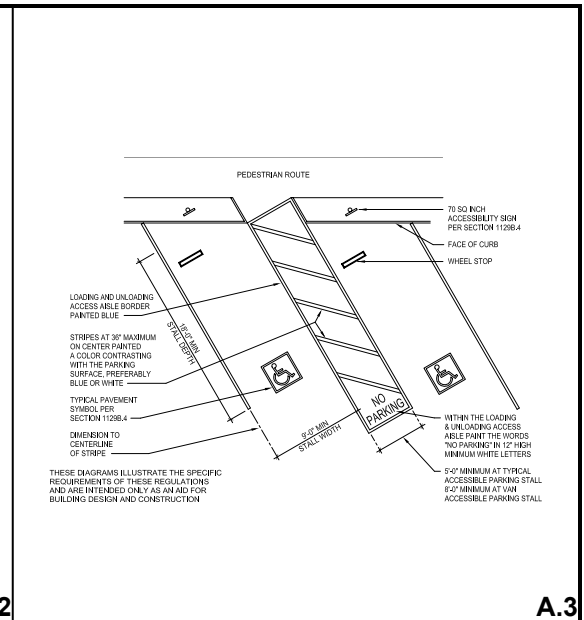 PEDESTRIAN ROUTE
70 SQ INCH
ACCESSIBILITY SIGN
PER SECTION 1129B.4
FACE OF CURB
WHEEL STOP
LOADING AND UNLOADING
ACCESS AISLE BORDER
PAINTED BLUE
18'-0" MIN
STALL DEPTH
STRIPES AT 36" MAXIMUM
ON CENTER PAINTED
A COLOR CONTRASTING
WITH THE PARKING
SURFACE, PREFERABLY
BLUE OR WHITE
TYPICAL PAVEMENT
SYMBOL PER
SECTION 1129B.4
DIMENSION TO
CENTERLINE
OF STRIPE
9'-0" MIN
STALL WIDTH
NO
PARKING
WITHIN THE LOADING
& UNLOADING ACCESS
AISLE PAINT THE WORDS
"NO PARKING" IN 12" HIGH
MINIMUM WHITE LETTERS
5'-0" MINIMUM AT TYPICAL
ACCESSIBLE PARKING STALL
8'-0" MINIMUM AT VAN
ACCESSIBLE PARKING STALL
THESE DIAGRAMS ILLUSTRATE THE SPECIFIC
REQUIREMENTS OF THESE REGULATIONS
AND ARE INTENDED ONLY AS AN AID FOR
BUILDING DESIGN AND CONSTRUCTION
2
A.3